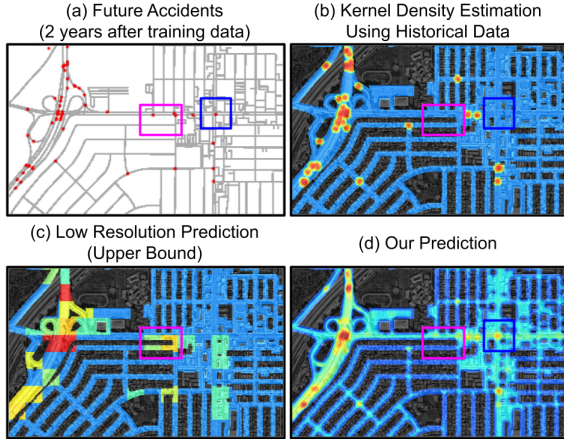 (a) Future Accidents
(2 years after training data)
(b) Kernel Density Estimation
Using Historical Data
(c) Low Resolution Prediction
(Upper Bound)
(d) Our Prediction